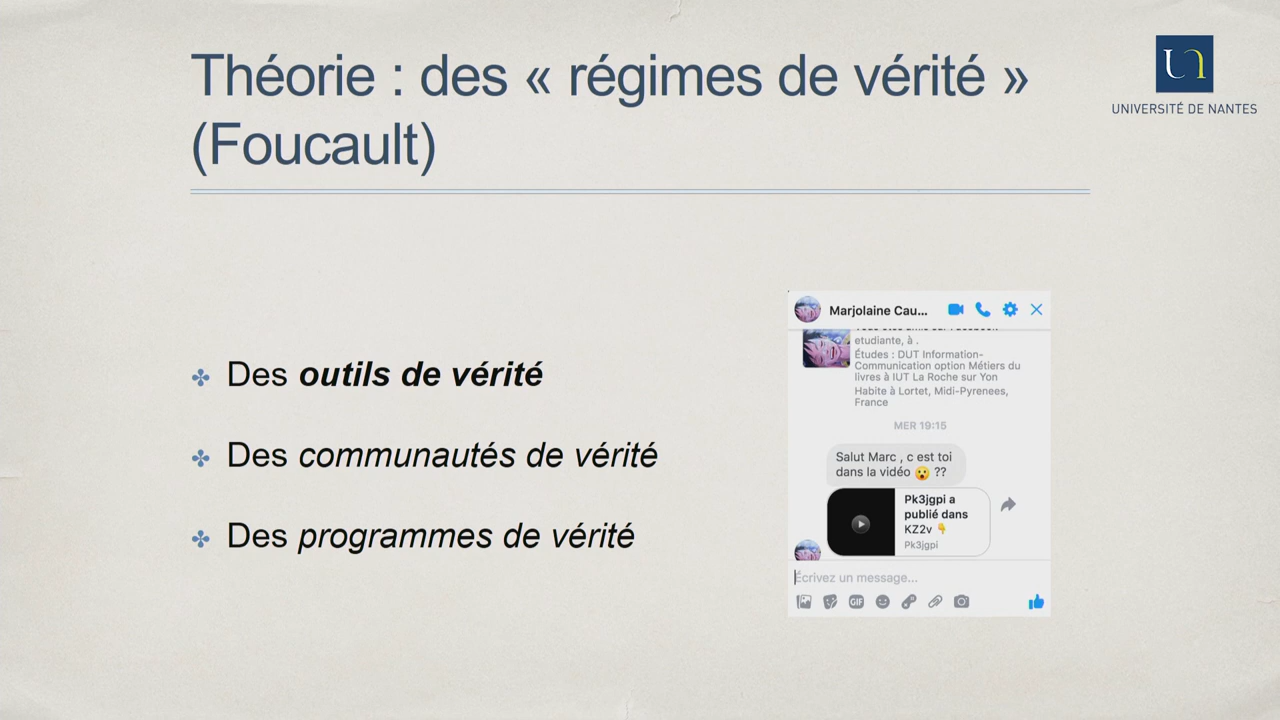 Théorie : des « régimes de vérité »
(Foucault)
UNIVERSITÉ DE NANTES
Des outils de vérité
Des communautés de vérité
Des programmes de vérité
Marjolaine Cau...
etudiante, à .
Études : DUT Information-
Communication option Métiers du
livres à IUT La Roche sur Yon
Habite à Lortet, Midi-Pyrenees,
France
MER 19:15
Salut Marc , c est toi
dans la vidéo 😮 ??
Pk3jgpi a
publié dans
KZ2v 👇
Pk3jgpi
Écrivez un message...
GIF